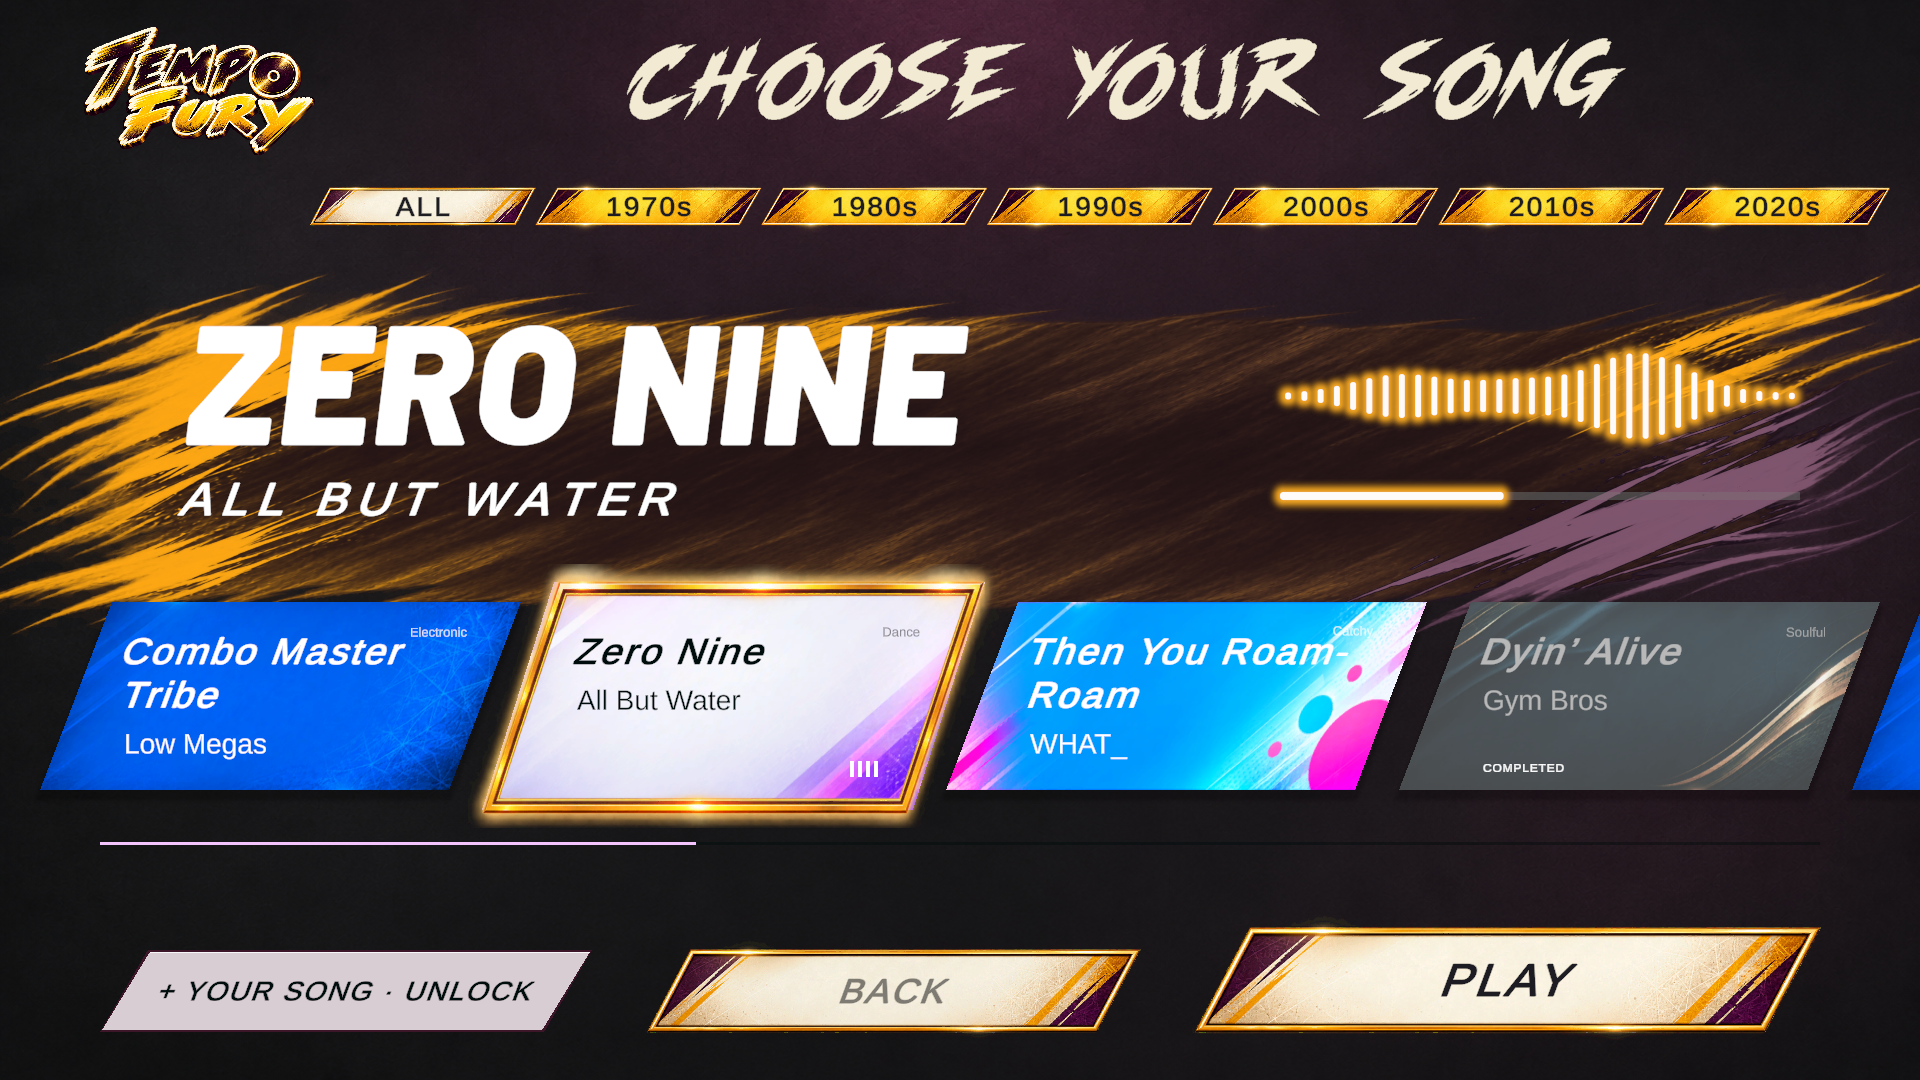 TEMPO
FURY
CHOOSE YOUR SONG
ALL
1970s
1980s
1990s
2000s
2010s
2020s
ZERO NINE
ALL BUT WATER
Electronic
Combo Master
Tribe
Low Megas
Dance
Zero Nine
All But Water
Catchy
Then You Roam-
Roam
WHAT_
Soulful
Dyin’ Alive
Gym Bros
COMPLETED
+ YOUR SONG · UNLOCK
BACK
PLAY